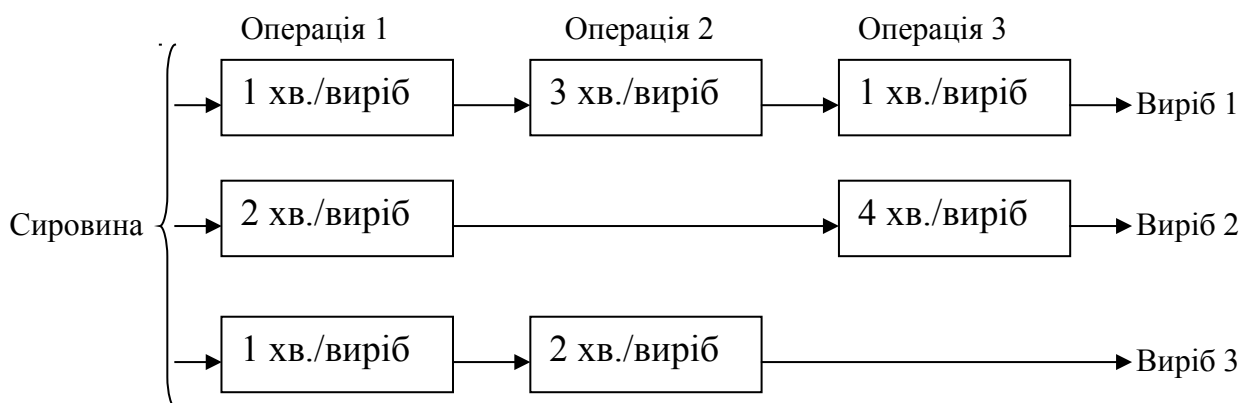 Операція 1 Операція 2 Операція 3
1 хв./виріб 3 хв./виріб 1 хв./виріб Виріб 1
Сировина 2 хв./виріб 4 хв./виріб Виріб 2
1 хв./виріб 2 хв./виріб Виріб 3